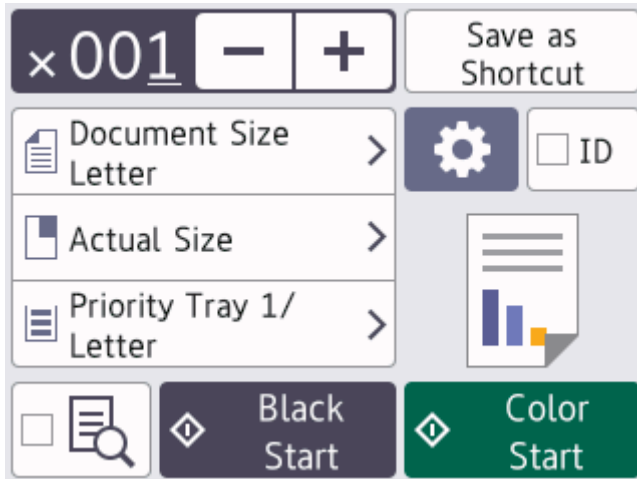 ×001
Save as
Shortcut
Document Size
Letter
ID
Actual Size
Priority Tray 1/
Letter
Black
Start
Color
Start